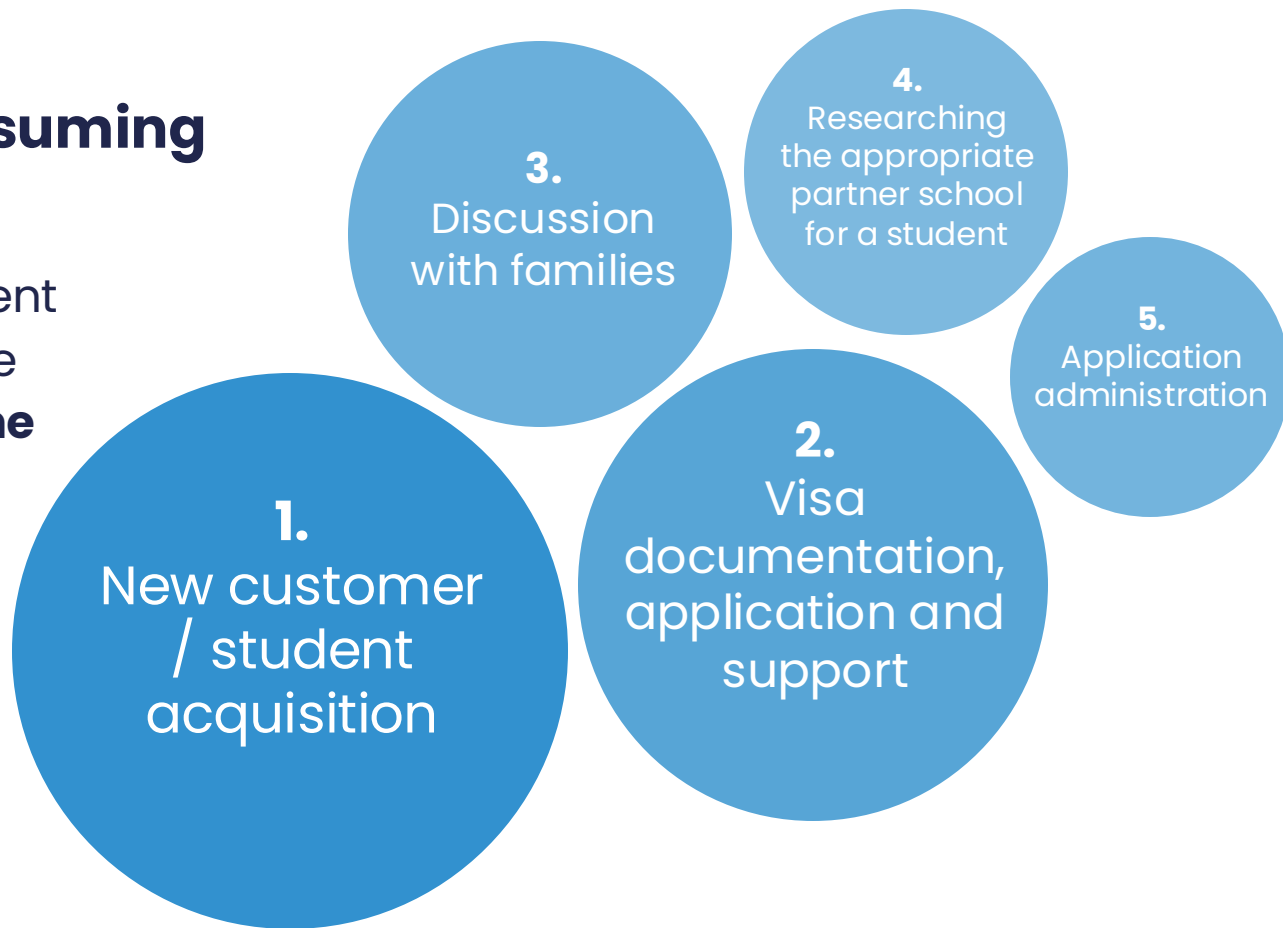 suming
ent
e
ne
3.
Discussion
with families
4.
Researching
the appropriate
partner school
for a student
5.
Application
administration
1.
New customer
/ student
acquisition
2.
Visa
documentation,
application and
support